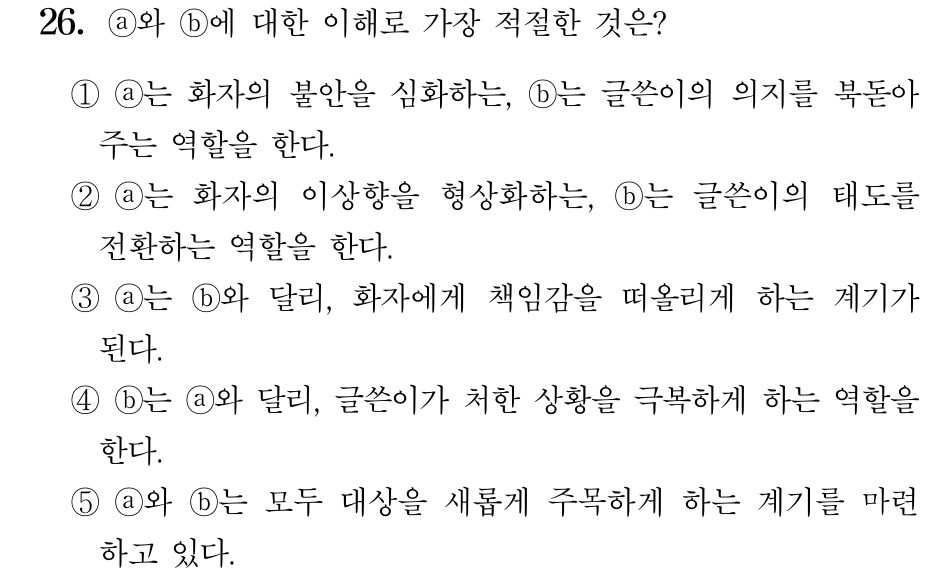 26. ⓐ와 ⓑ에 대한 이해로 가장 적절한 것은?
① ⓐ는 화자의 불안을 심화하는, ⓑ는 글쓴이의 의지를 북돋아
주는 역할을 한다.
② ⓐ는 화자의 이상향을 형상화하는, ⓑ는 글쓴이의 태도를
전환하는 역할을 한다.
③ ⓐ는 ⓑ와 달리, 화자에게 책임감을 떠올리게 하는 계기가
된다.
④ ⓑ는 ⓐ와 달리, 글쓴이가 처한 상황을 극복하게 하는 역할을
한다.
⑤ ⓐ와 ⓑ는 모두 대상을 새롭게 주목하게 하는 계기를 마련
하고 있다.